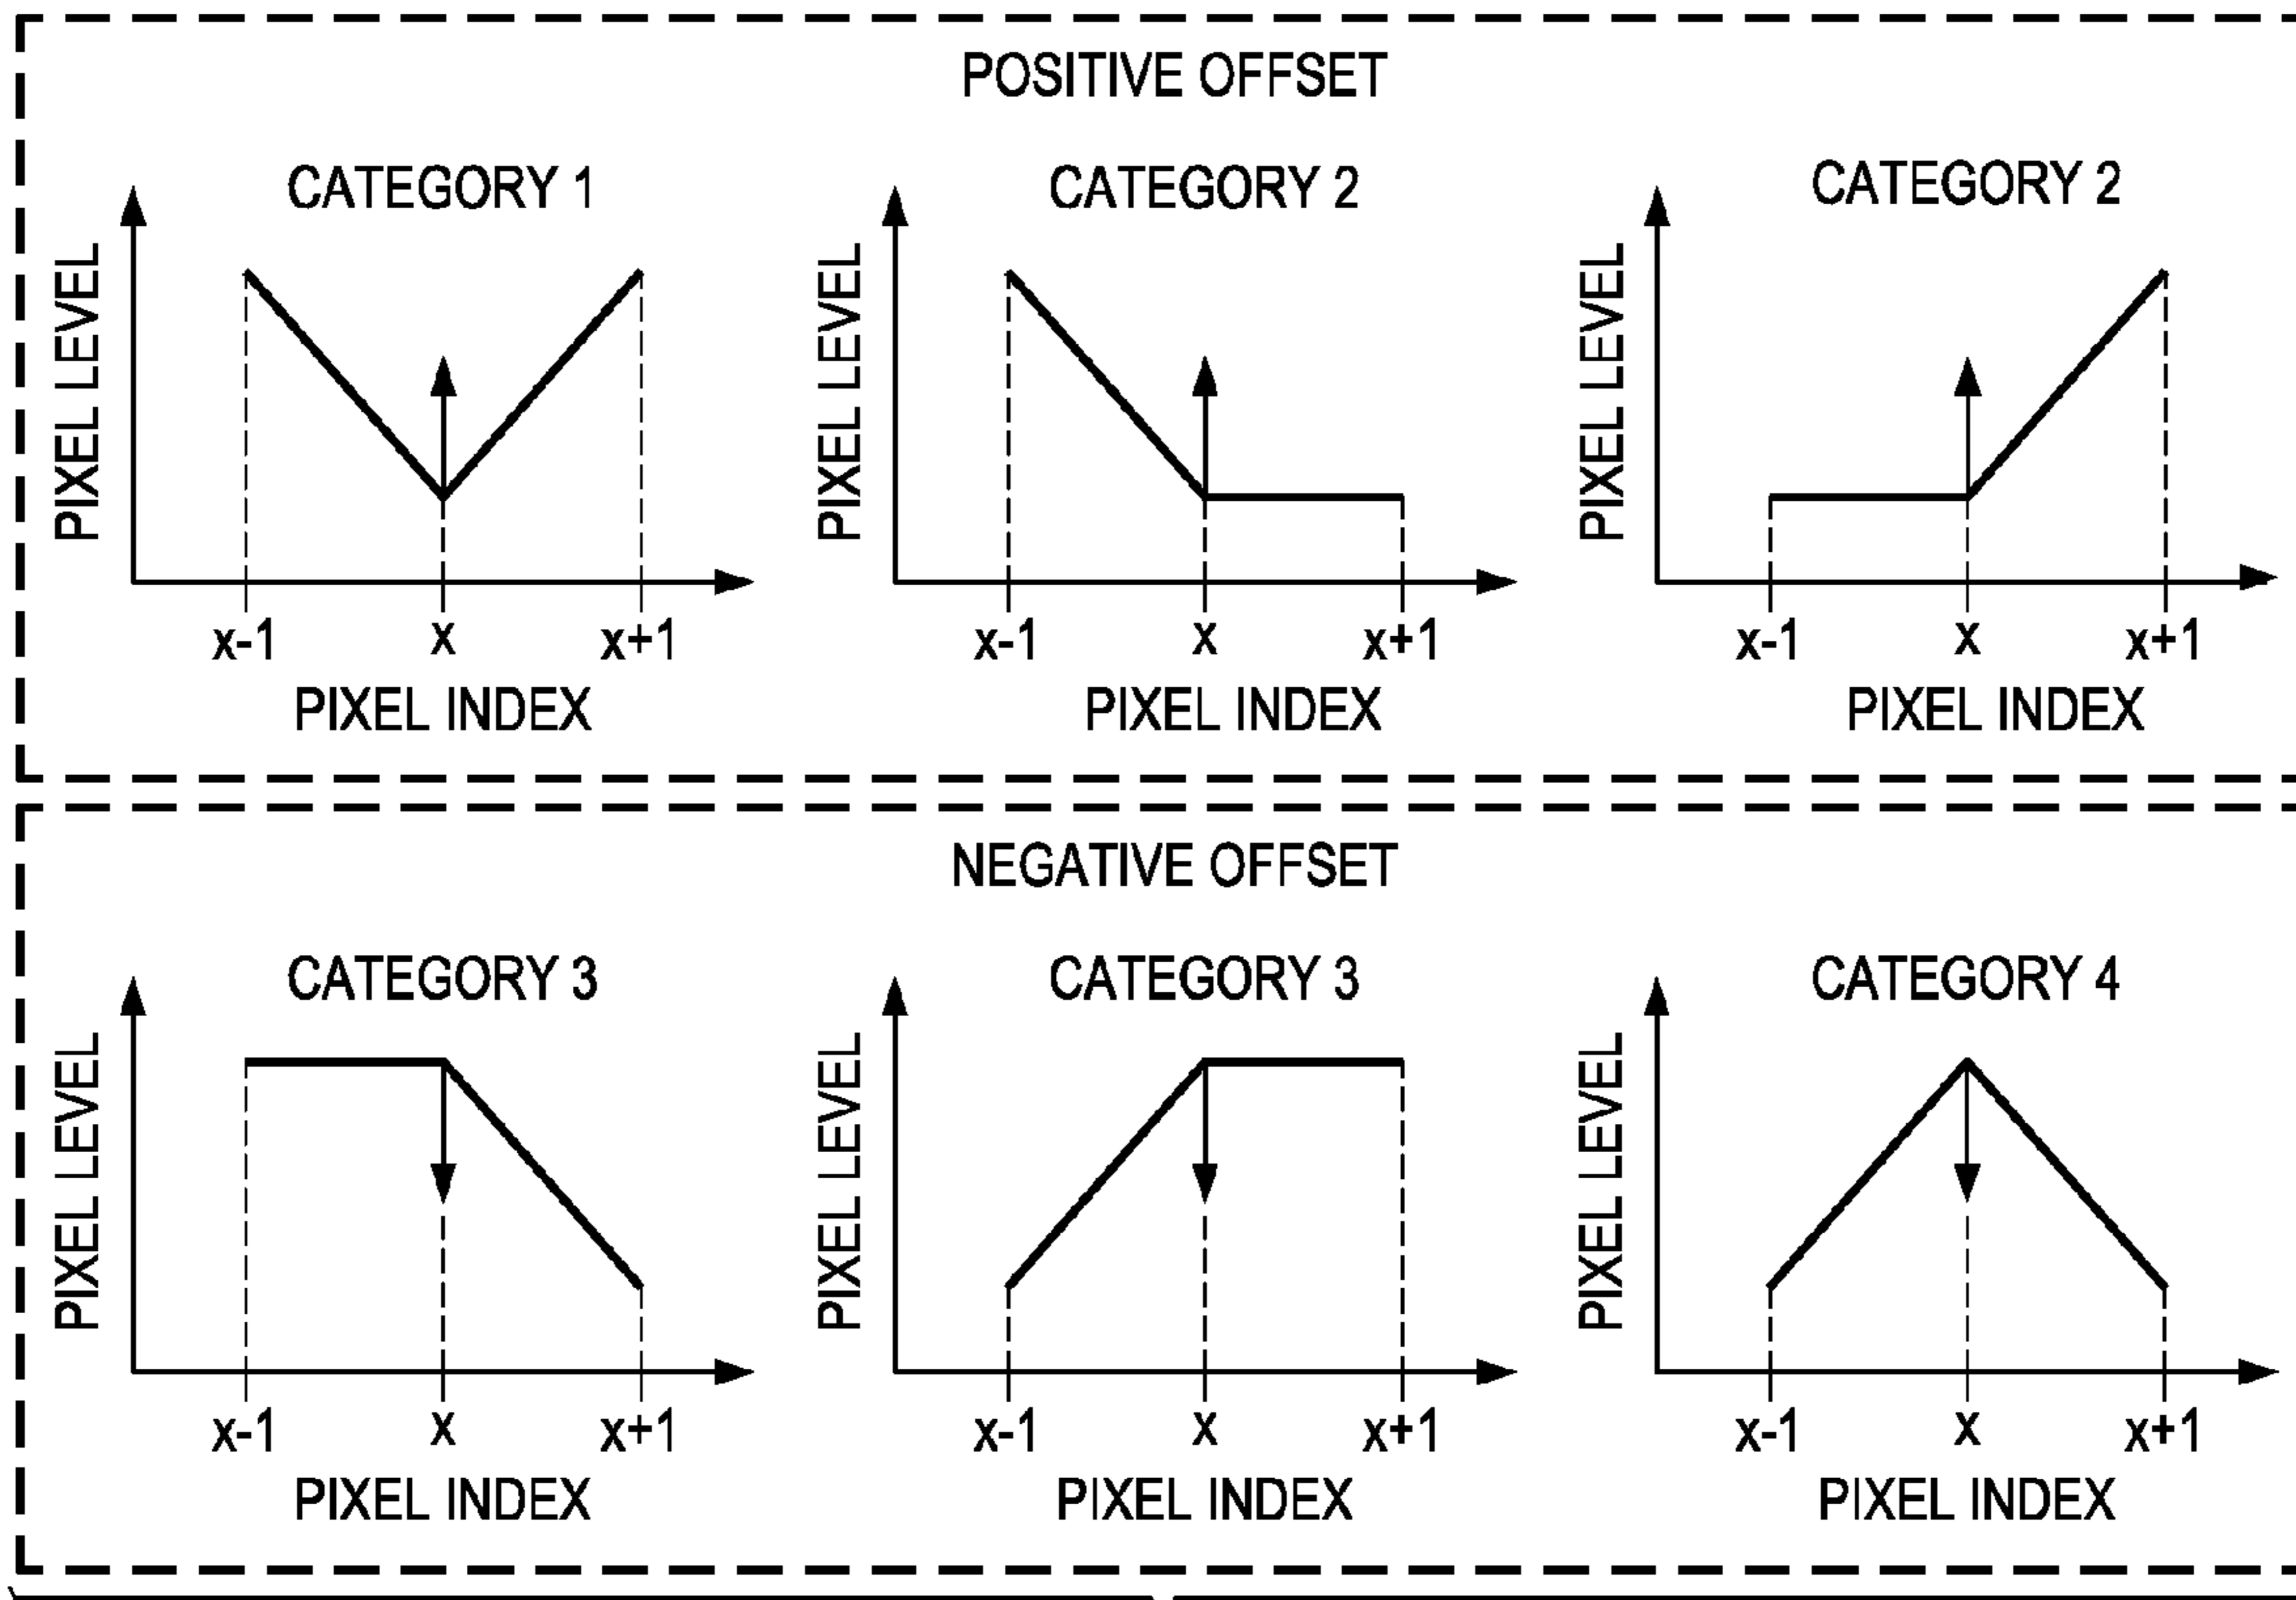 POSITIVE OFFSET
CATEGORY 1
PIXEL LEVEL
x-1 x x+1
PIXEL INDEX
CATEGORY 2
PIXEL LEVEL
x-1 x x+1
PIXEL INDEX
CATEGORY 2
PIXEL LEVEL
x-1 x x+1
PIXEL INDEX
NEGATIVE OFFSET
CATEGORY 3
PIXEL LEVEL
x-1 x x+1
PIXEL INDEX
CATEGORY 3
PIXEL LEVEL
x-1 x x+1
PIXEL INDEX
CATEGORY 4
PIXEL LEVEL
x-1 x x+1
PIXEL INDEX